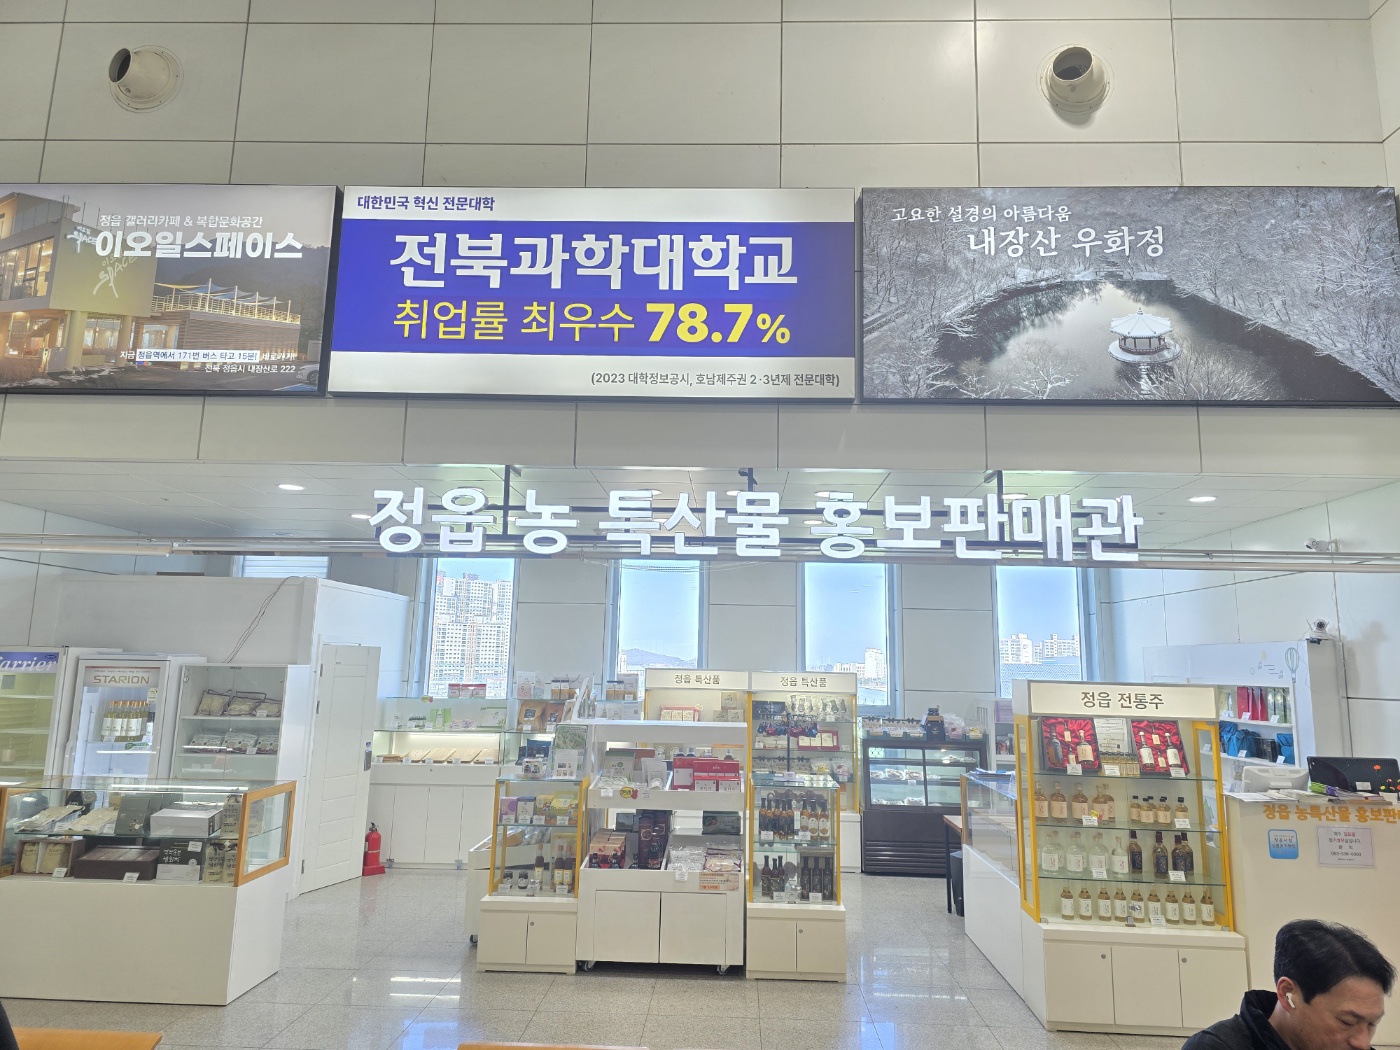 정읍 갤러리카페 & 복합문화공간
이오일스페이스
지금 정읍역에서 171번 버스 타고 15분!
전북 정읍시 내장산로 222
대한민국 혁신 전문대학
전북과학대학교
취업률 최우수 78.7%
(2023 대학정보공시, 호남제주권 2·3년제 전문대학)
고요한 설경의 아름다움
내장산 우화정
정읍 농 특산물 홍보판매관
Carrier
STARION
정읍 특산품
정읍 특산품
정읍 전통주
정읍 농특산물 홍보판